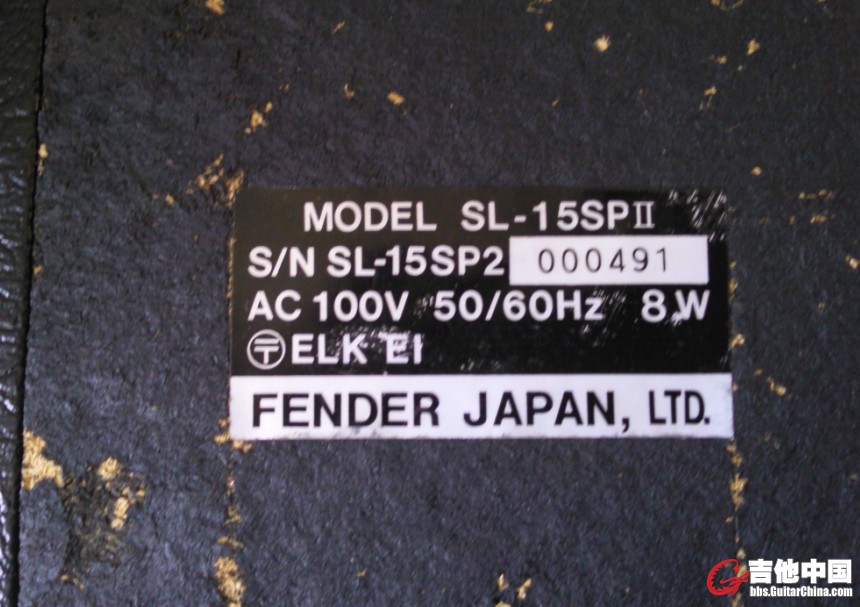 MODEL SL-15SPII
S/N SL-15SP2 000491
AC 100V 50/60Hz 8W
〶 ELK EI
FENDER JAPAN, LTD.
吉他中国
bbs.GuitarChina.com